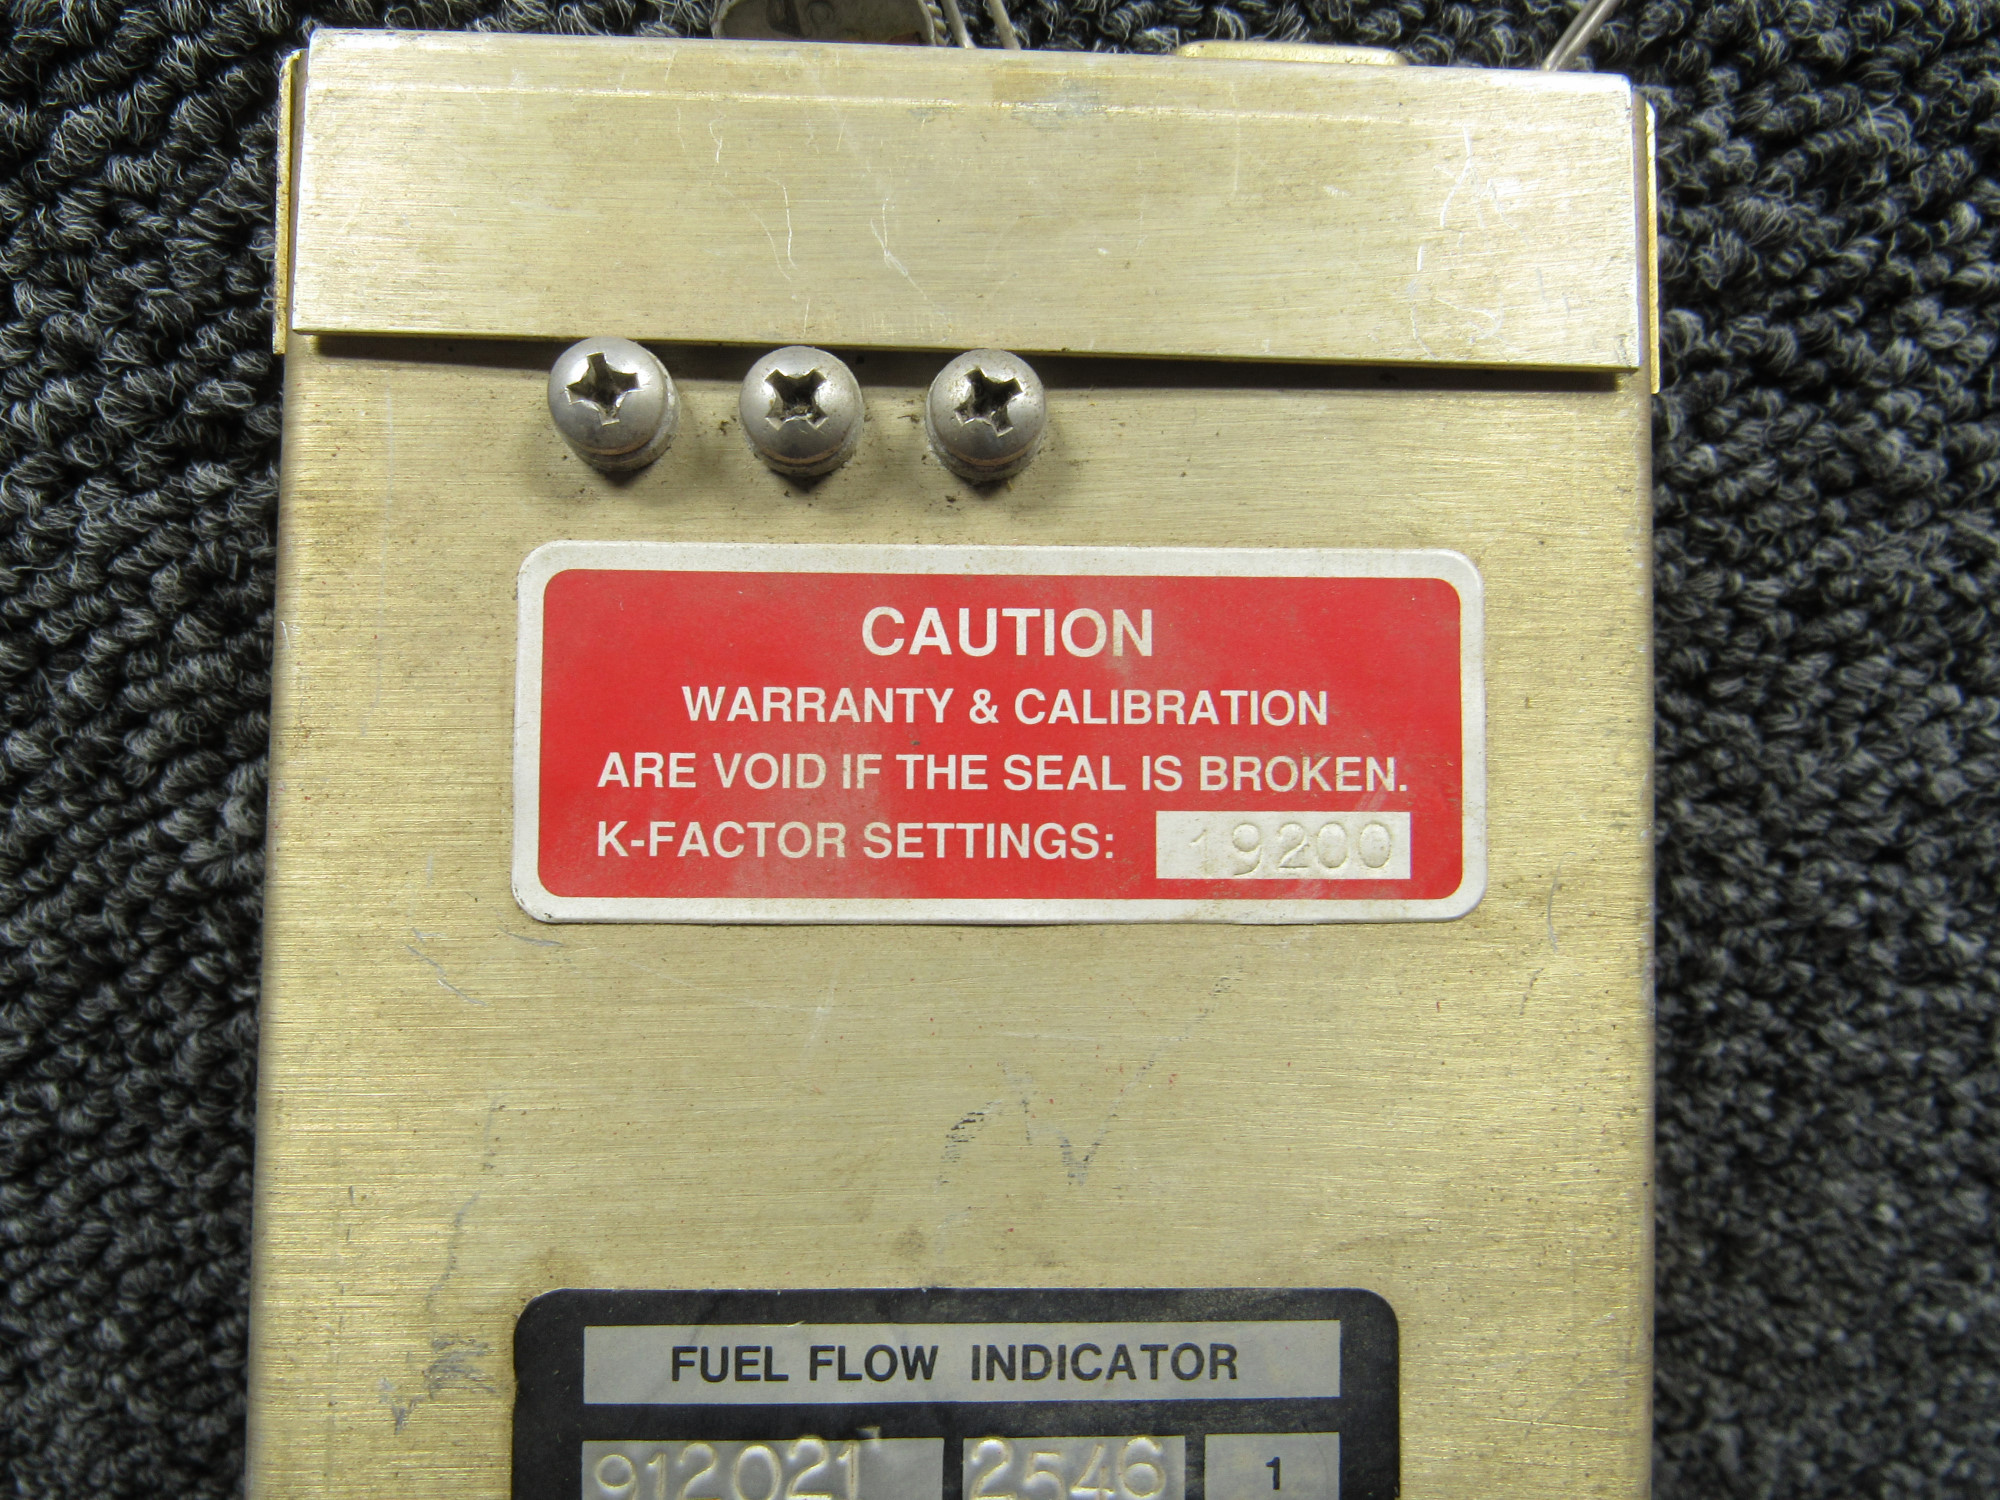 CAUTION
WARRANTY & CALIBRATION
ARE VOID IF THE SEAL IS BROKEN.
K-FACTOR SETTINGS: 19200
FUEL FLOW INDICATOR
912021 2546 1